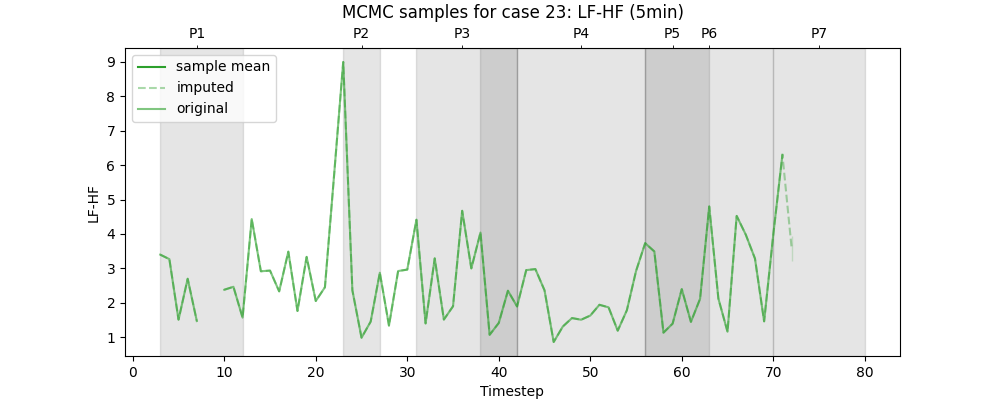 MCMC samples for case 23: LF-HF (5min)
P1 P2 P3 P4 P5 P6 P7
sample mean
imputed
original
9
8
7
6
5
4
3
2
1
LF-HF
0 10 20 30 40 50 60 70 80
Timestep